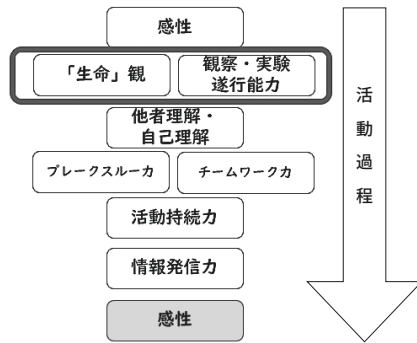 感性
「生命」観
観察・実験
遂行能力
他者理解・
自己理解
ブレークスルー力
チームワーク力
活動持続力
情報発信力
感性
活動過程